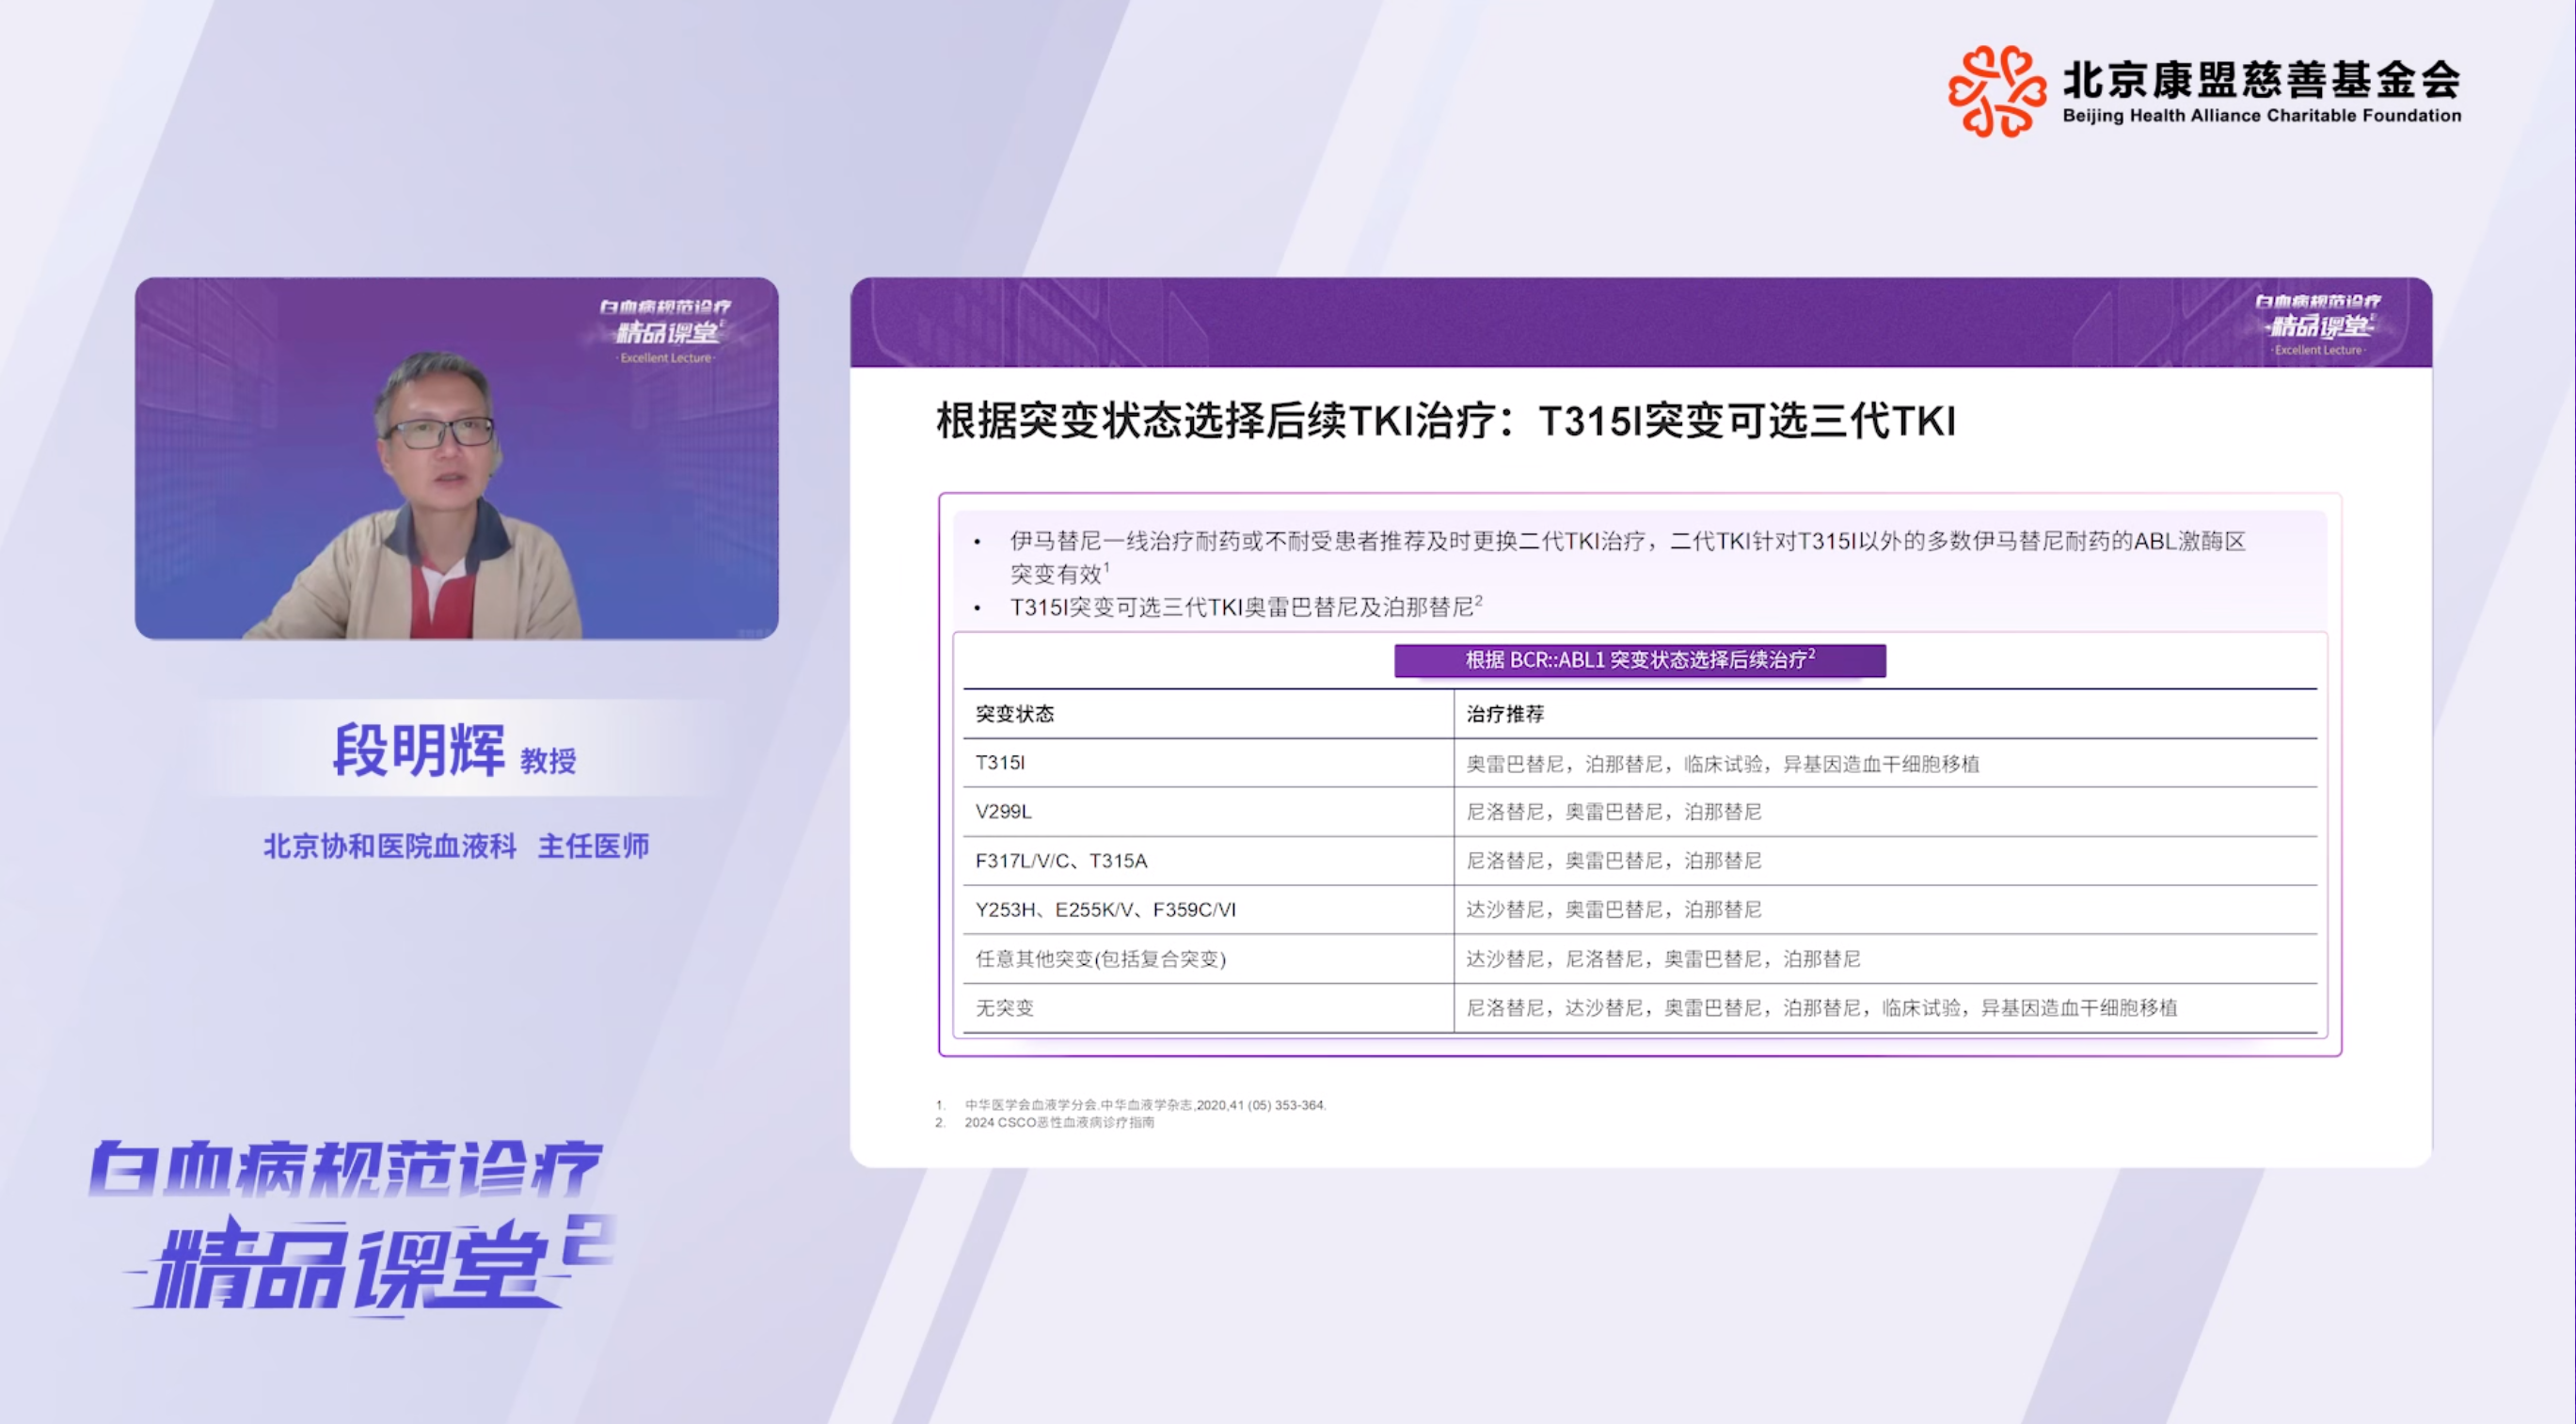 北京康盟慈善基金会
Beijing Health Alliance Charitable Foundation
白血病规范诊疗
精品课堂2
·Excellent Lecture·
段明辉 教授
北京协和医院血液科 主任医师
白血病规范诊疗
精品课堂2
白血病规范诊疗
精品课堂2
·Excellent Lecture·
根据突变状态选择后续TKI治疗：T315I突变可选三代TKI
• 伊马替尼一线治疗耐药或不耐受患者推荐及时更换二代TKI治疗，二代TKI针对T315I以外的多数伊马替尼耐药的ABL激酶区
突变有效1
• T315I突变可选三代TKI奥雷巴替尼及泊那替尼2
根据 BCR::ABL1 突变状态选择后续治疗2
突变状态 治疗推荐
T315I 奥雷巴替尼，泊那替尼，临床试验，异基因造血干细胞移植
V299L 尼洛替尼，奥雷巴替尼，泊那替尼
F317L/V/C、T315A 尼洛替尼，奥雷巴替尼，泊那替尼
Y253H、E255K/V、F359C/VI 达沙替尼，奥雷巴替尼，泊那替尼
任意其他突变(包括复合突变) 达沙替尼，尼洛替尼，奥雷巴替尼，泊那替尼
无突变 尼洛替尼，达沙替尼，奥雷巴替尼，泊那替尼，临床试验，异基因造血干细胞移植
1. 中华医学会血液学分会.中华血液学杂志,2020,41 (05) 353-364.
2. 2024 CSCO恶性血液病诊疗指南